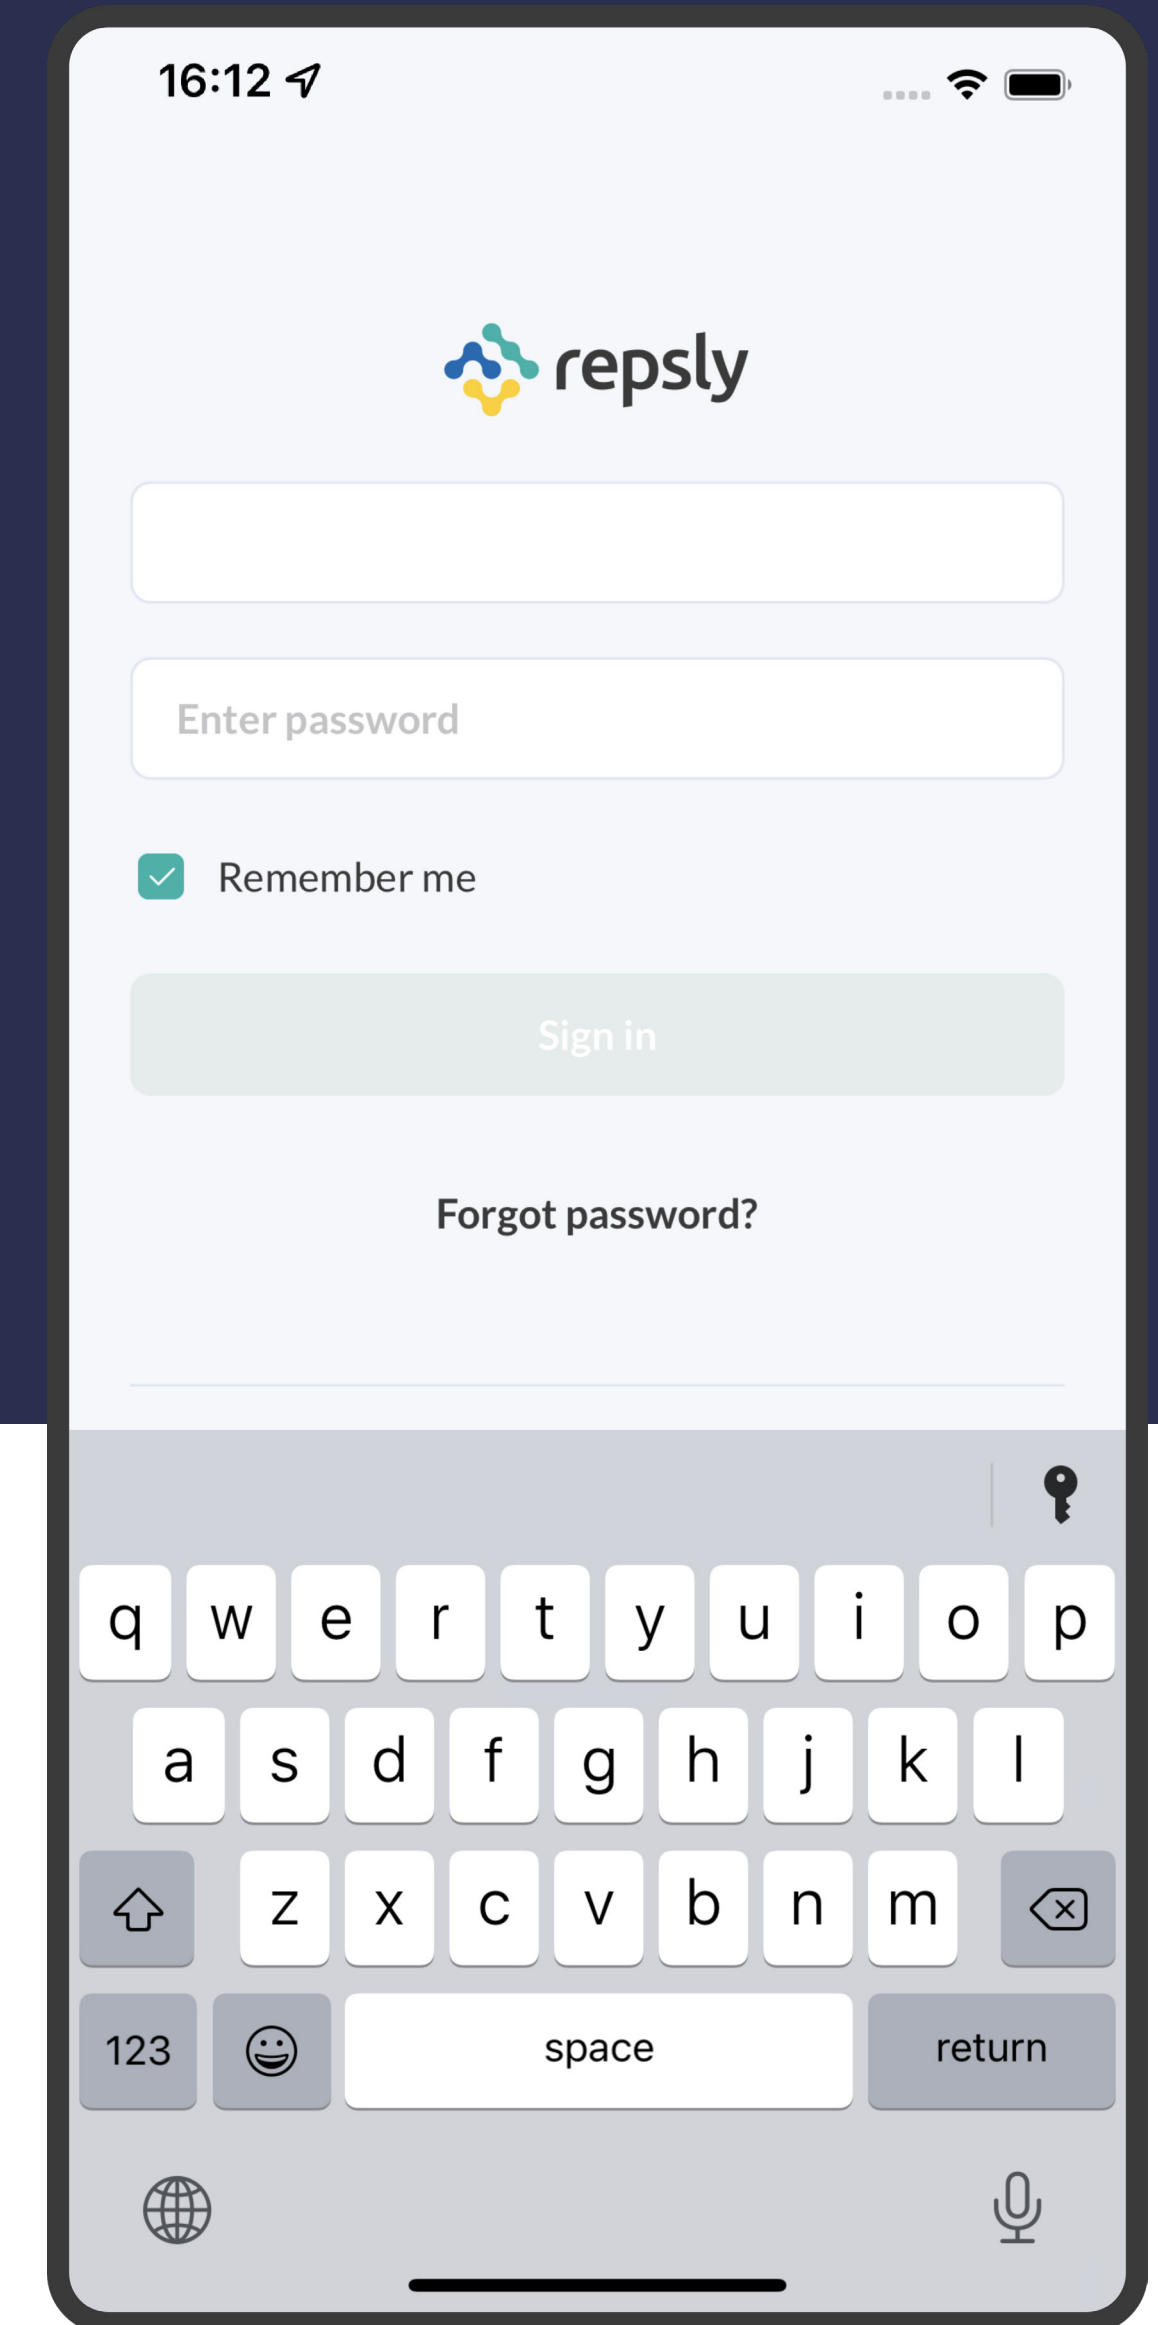 16:12
repsly
Enter password
Remember me
Sign in
Forgot password?
q w e r t y u i o p
a s d f g h j k l
z x c v b n m
123 space return